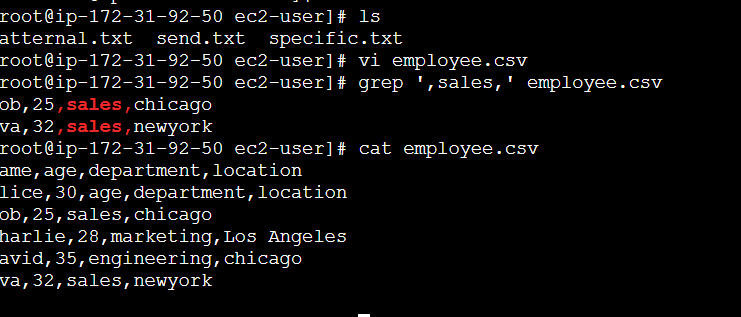 root@ip-172-31-92-50 ec2-user]# ls
atternal.txt  send.txt  specific.txt
root@ip-172-31-92-50 ec2-user]# vi employee.csv
root@ip-172-31-92-50 ec2-user]# grep ',sales,' employee.csv
ob,25,sales,chicago
va,32,sales,newyork
root@ip-172-31-92-50 ec2-user]# cat employee.csv
ame,age,department,location
lice,30,age,department,location
ob,25,sales,chicago
harlie,28,marketing,Los Angeles
avid,35,engineering,chicago
va,32,sales,newyork